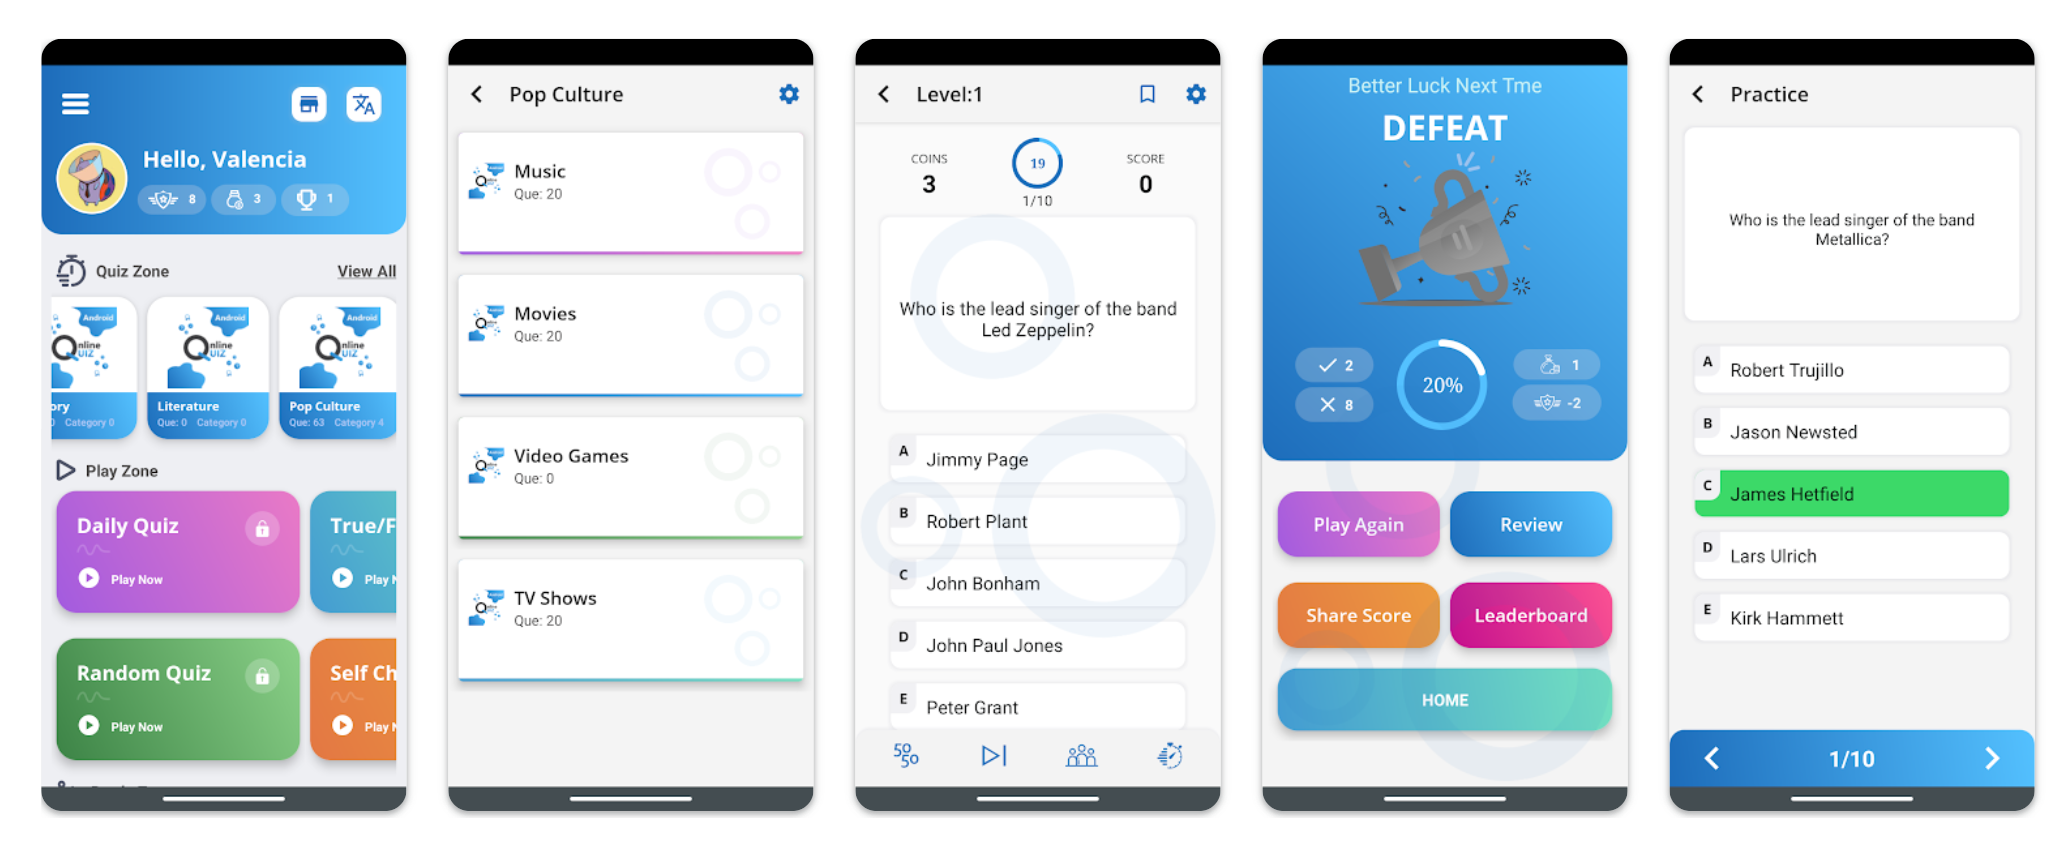 Hello, Valencia
8
3
1
Quiz Zone
View All
Android
Online
QUIZ
Android
Online
QUIZ
Android
Online
QUIZ
ory
0 Category 0
Literature
Que: 0 Category 0
Pop Culture
Que: 63 Category 4
Play Zone
Daily Quiz
Play Now
True/F
Play N
Random Quiz
Play Now
Self Ch
Play N
Pop Culture
Music
Que: 20
Movies
Que: 20
Video Games
Que: 0
TV Shows
Que: 20
Level:1
COINS
3
19
1/10
SCORE
0
Who is the lead singer of the band
Led Zeppelin?
A
Jimmy Page
B
Robert Plant
C
John Bonham
D
John Paul Jones
E
Peter Grant
50
50
Better Luck Next Tme
DEFEAT
2
8
20%
1
-2
Play Again
Review
Share Score
Leaderboard
HOME
Practice
Who is the lead singer of the band
Metallica?
A
Robert Trujillo
B
Jason Newsted
C
James Hetfield
D
Lars Ulrich
E
Kirk Hammett
1/10